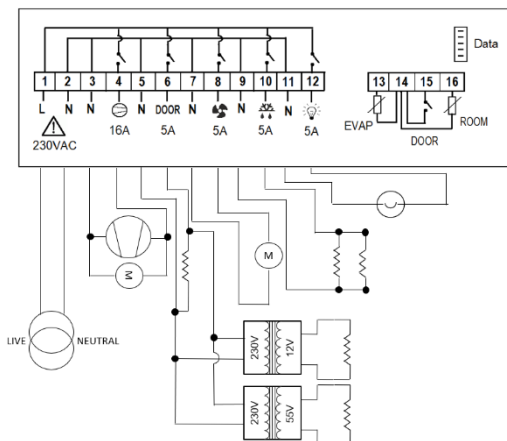 Data
1 2 3 4 5 6 7 8 9 10 11 12
13 14 15 16
L N N N DOOR N N N
16A 5A 5A 5A 5A
230VAC
EVAP
ROOM
DOOR
M
M
LIVE NEUTRAL
230V 12V
230V 55V